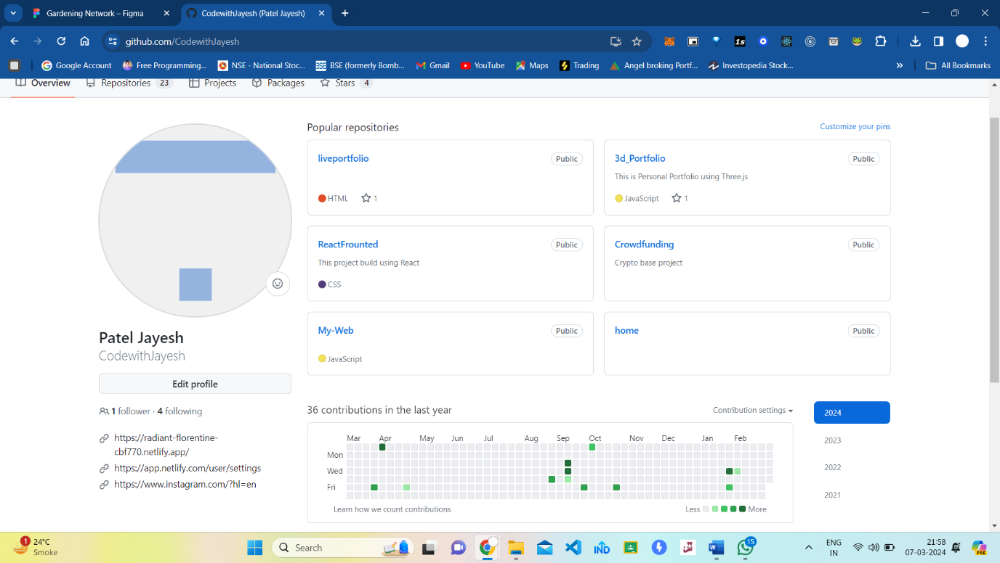 Gardening Network – Figma
CodewithJayesh (Patel Jayesh)
github.com/CodewithJayesh
Google Account
Free Programming...
NSE - National Stoc...
BSE (formerly Bomb...
Gmail
YouTube
Maps
Trading
Angel broking Portf...
Investopedia Stock...
»
All Bookmarks
Overview
Repositories 23
Projects
Packages
Stars 4
Popular repositories
Customize your pins
liveportfolio
Public
HTML
1
3d_Portfolio
Public
This is Personal Portfolio using Three.js
JavaScript
1
ReactFrounted
Public
This project build using React
CSS
Crowdfunding
Public
Crypto base project
My-Web
Public
JavaScript
home
Public
Patel Jayesh
CodewithJayesh
Edit profile
1 follower · 4 following
https://radiant-florentine-
cbf770.netlify.app/
https://app.netlify.com/user/settings
https://www.instagram.com/?hl=en
36 contributions in the last year
Contribution settings
2024
2023
2022
2021
Mar Apr May Jun Jul Aug Sep Oct Nov Dec Jan Feb
Mon
Wed
Fri
Learn how we count contributions
Less
More
1
24°C
Smoke
Search
IND
15
ENG
IN
21:58
07-03-2024
PRE